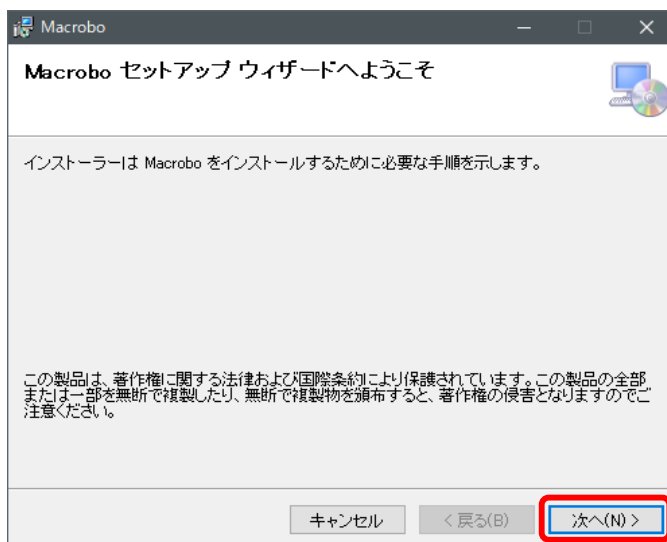 Macrobo
Macrobo セットアップ ウィザードへようこそ
インストーラーは Macrobo をインストールするために必要な手順を示します。
この製品は、著作権に関する法律および国際条約により保護されています。この製品の全部
または一部を無断で複製したり、無断で複製物を頒布すると、著作権の侵害となりますのでご
注意ください。
キャンセル
< 戻る(B)
次へ(N) >